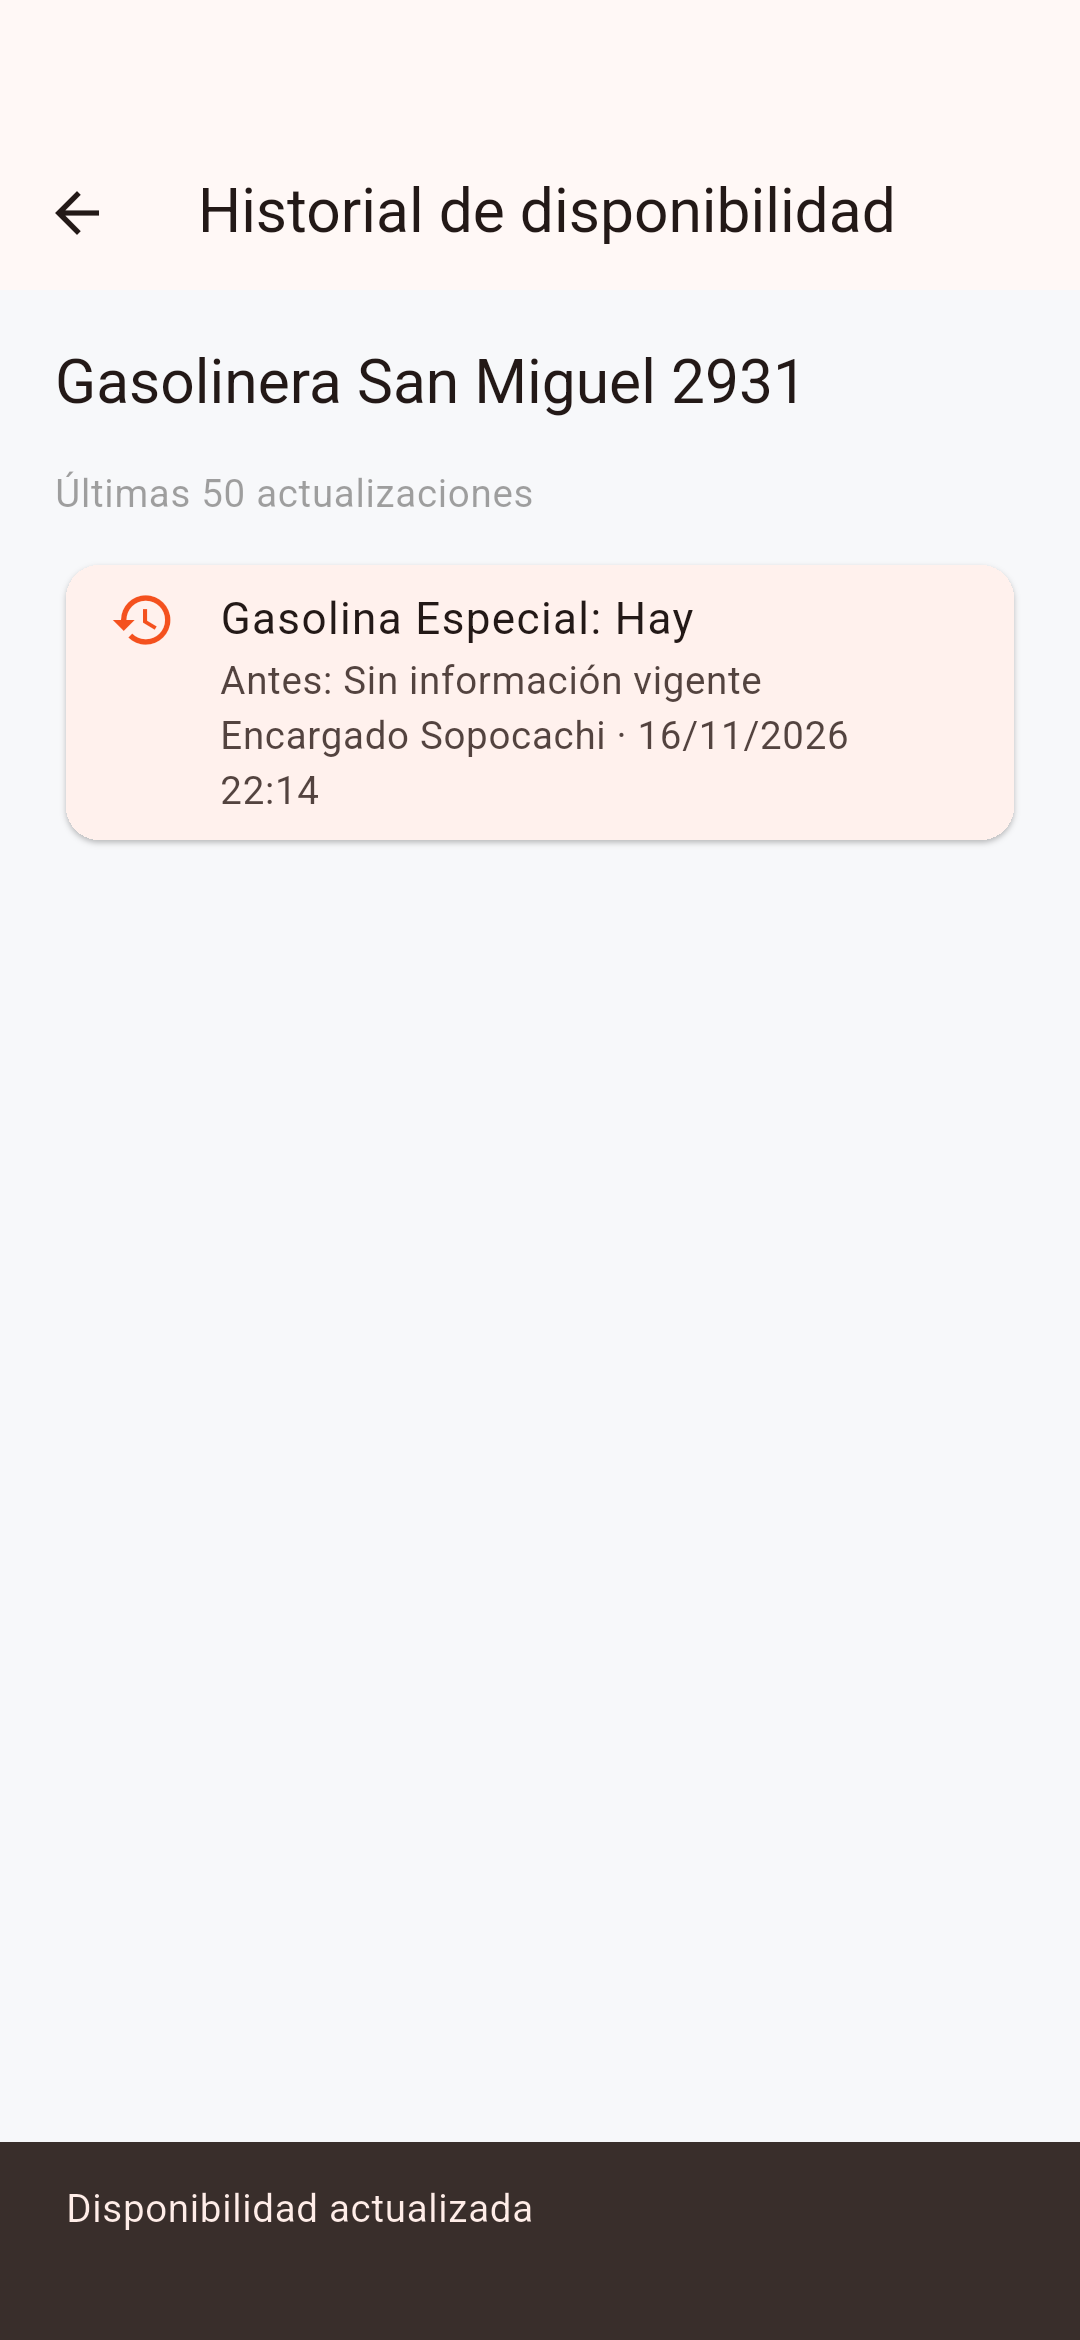 Historial de disponibilidad
Gasolinera San Miguel 2931
Últimas 50 actualizaciones
Gasolina Especial: Hay
Antes: Sin información vigente
Encargado Sopocachi · 16/11/2026
22:14
Disponibilidad actualizada